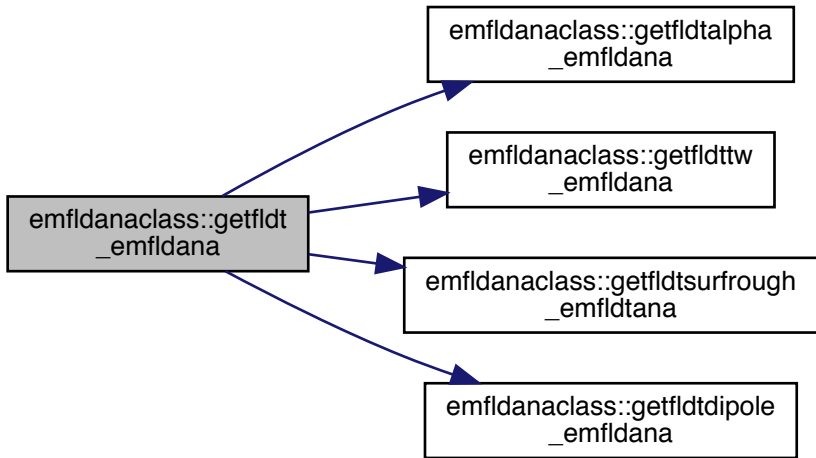 emfldanaclass::getfldtalpha
_emfldana
emfldanaclass::getfldttw
_emfldana
emfldanaclass::getfldt
_emfldana
emfldanaclass::getfldtsurfrough
_emfldtana
emfldanaclass::getfldtdipole
_emfldana